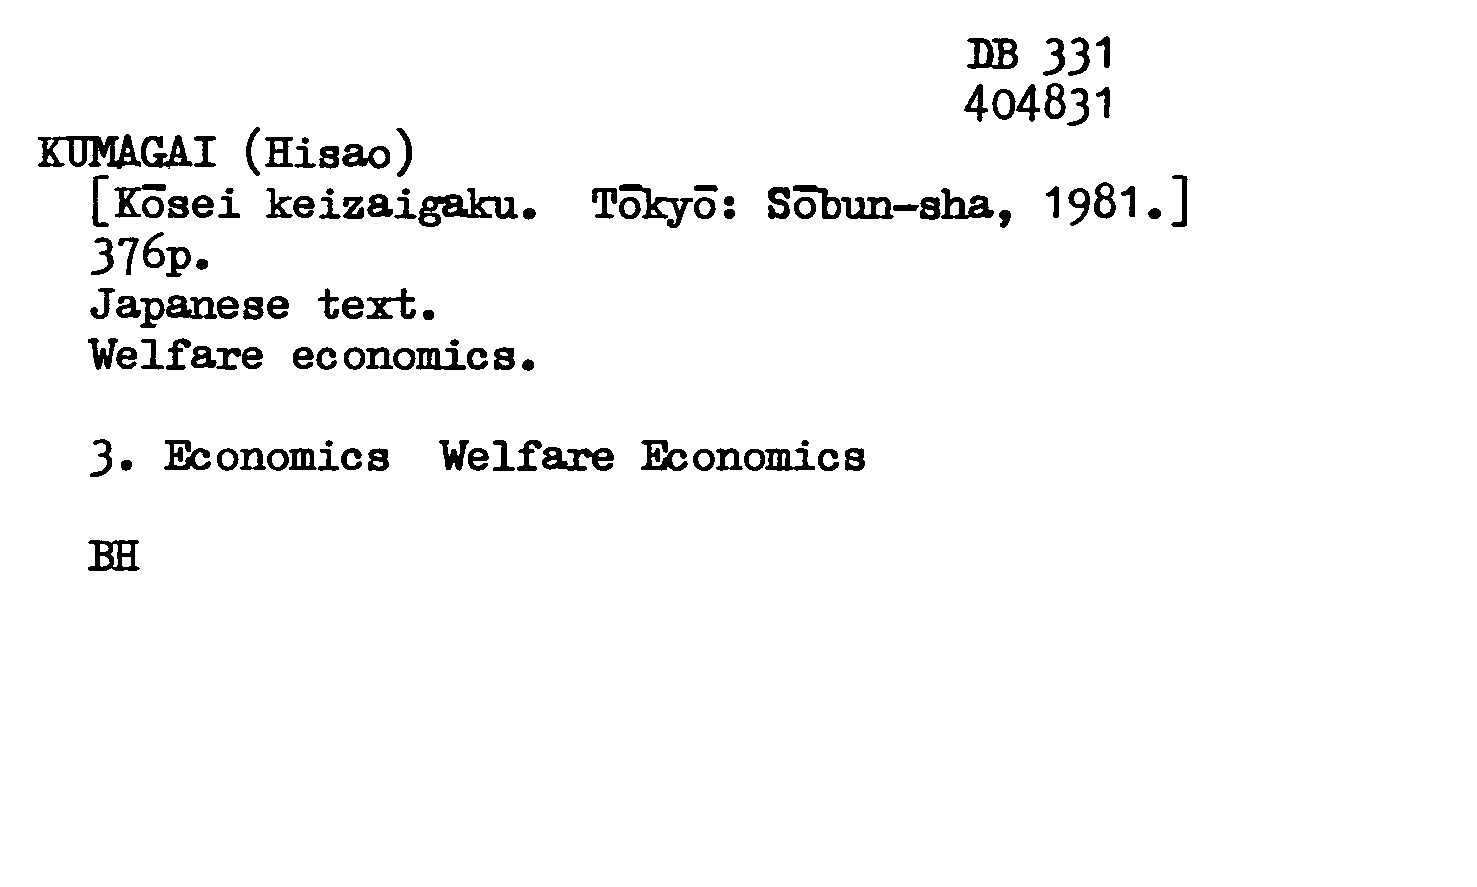 DB 331
404831
KUMAGAI (Hisao)
[Kōsei keizaigaku. Tōkyō: Sōbun-sha, 1981.]
376p.
Japanese text.
Welfare economics.
3. Economics Welfare Economics
BH